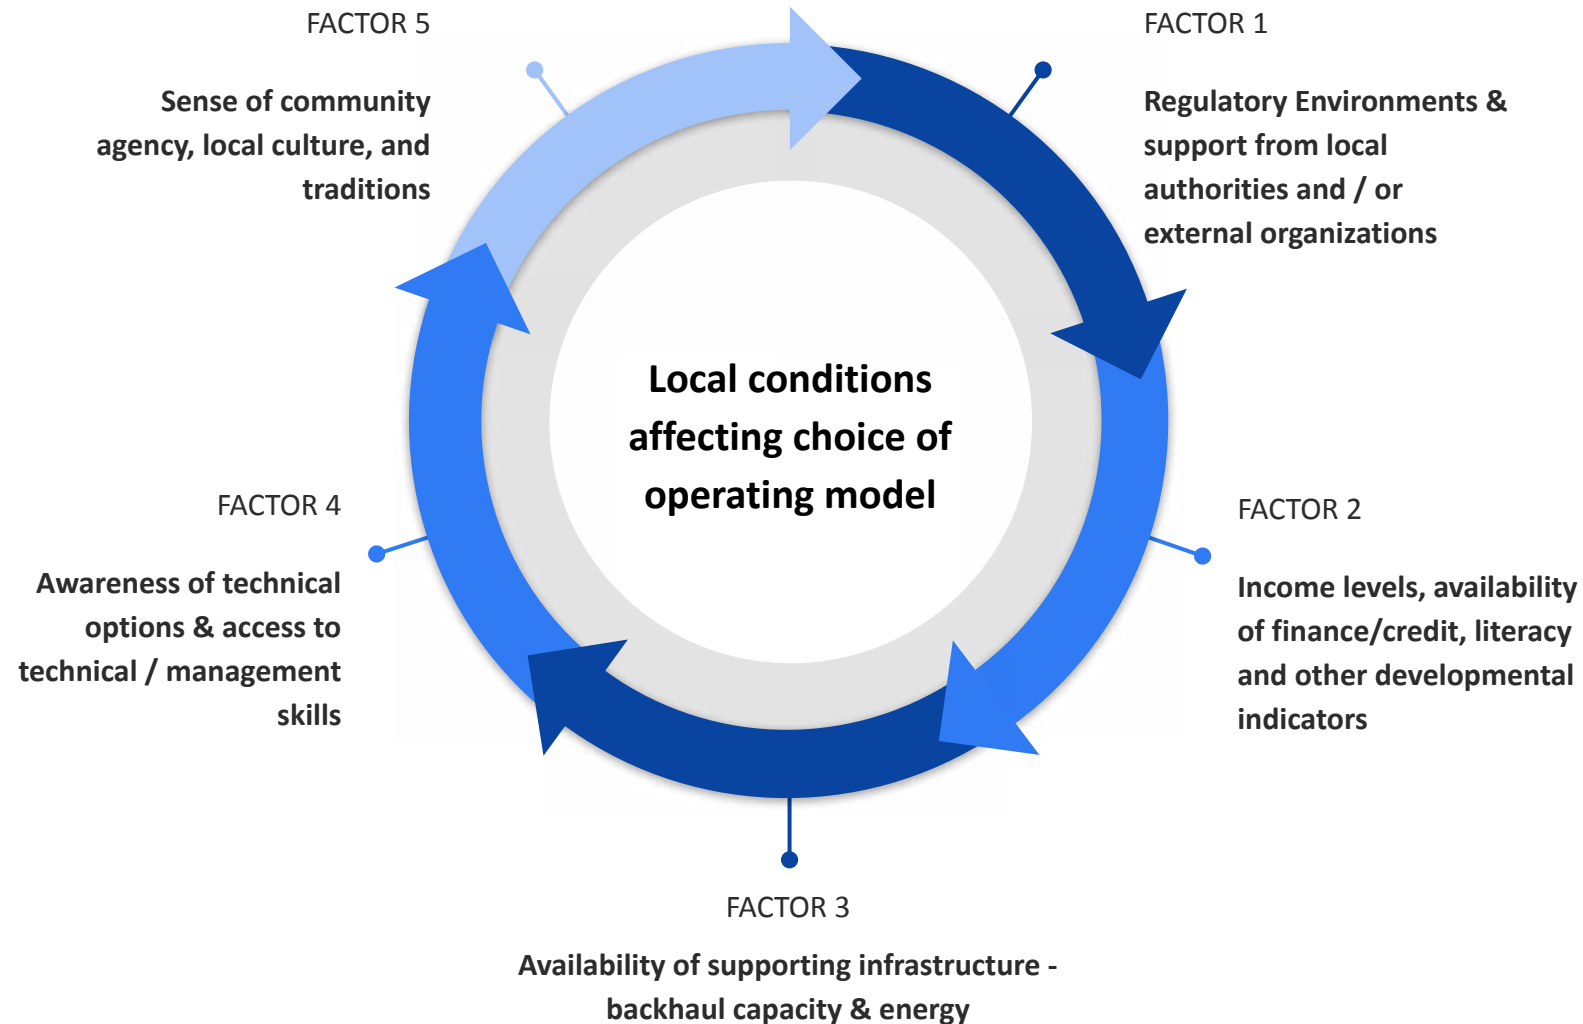 FACTOR 5
Sense of community
agency, local culture, and
traditions
FACTOR 1
Regulatory Environments &
support from local
authorities and / or
external organizations
Local conditions
affecting choice of
operating model
FACTOR 4
Awareness of technical
options & access to
technical / management
skills
FACTOR 2
Income levels, availability
of finance/credit, literacy
and other developmental
indicators
FACTOR 3
Availability of supporting infrastructure -
backhaul capacity & energy